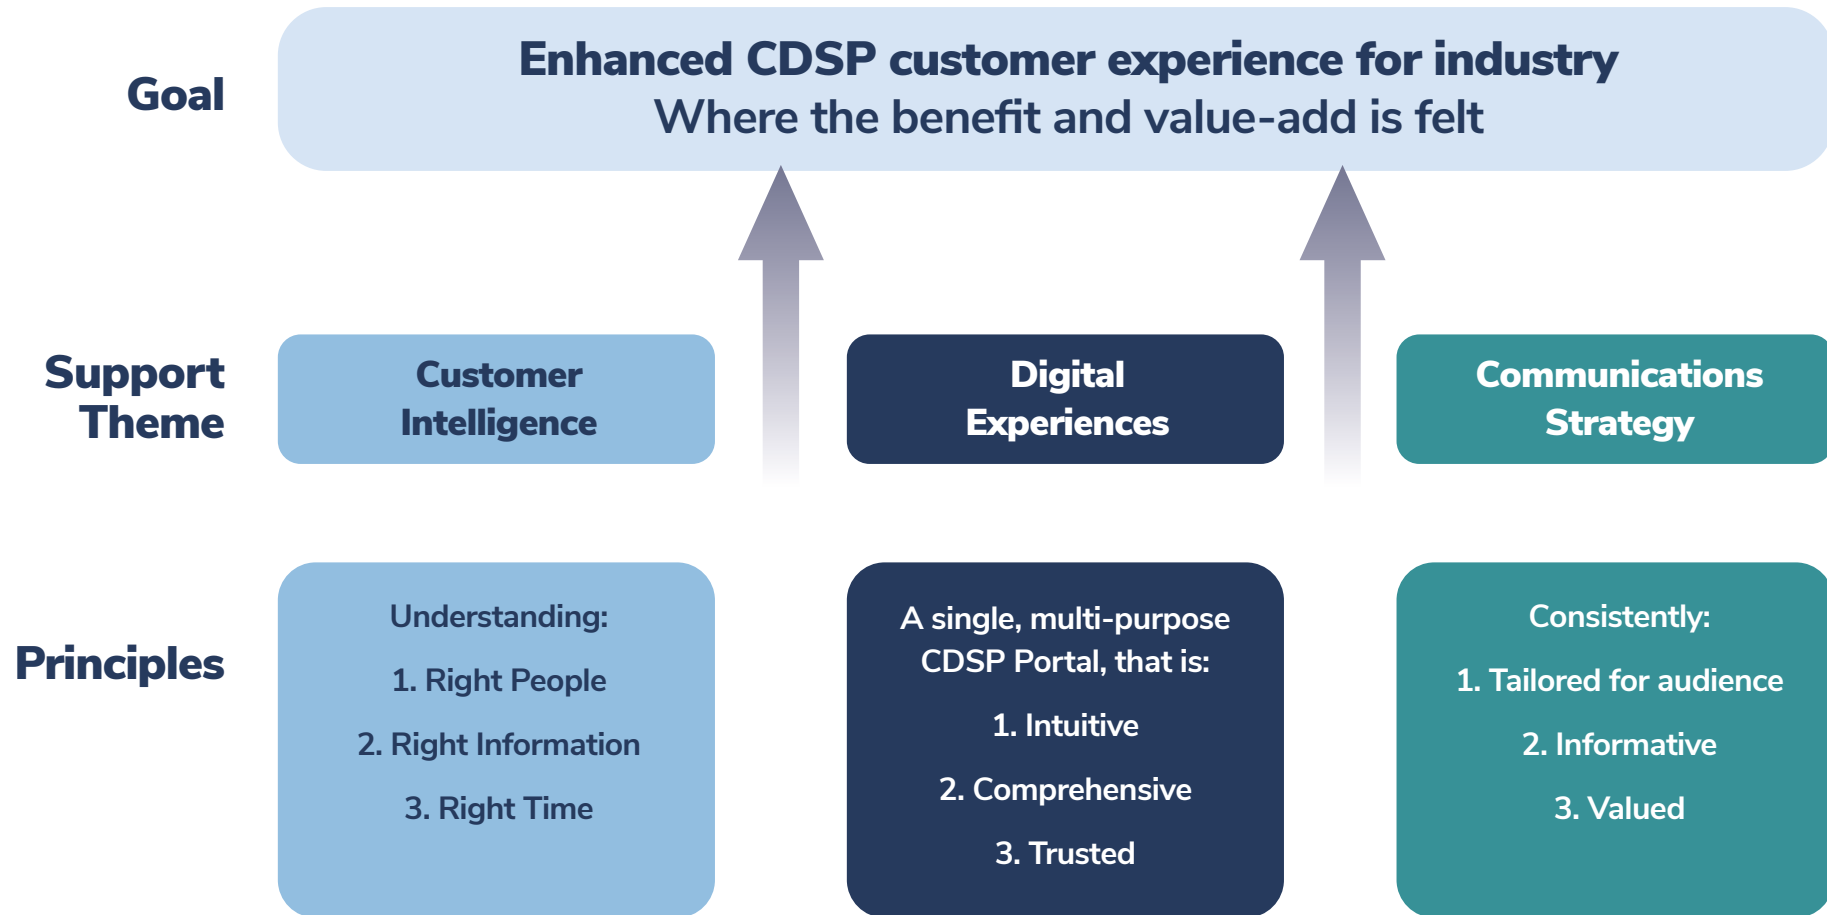 Goal
Enhanced CDSP customer experience for industry
Where the benefit and value-add is felt
Support
Theme
Customer
Intelligence
Digital
Experiences
Communications
Strategy
Principles
Understanding:
1. Right People
2. Right Information
3. Right Time
A single, multi-purpose
CDSP Portal, that is:
1. Intuitive
2. Comprehensive
3. Trusted
Consistently:
1. Tailored for audience
2. Informative
3. Valued